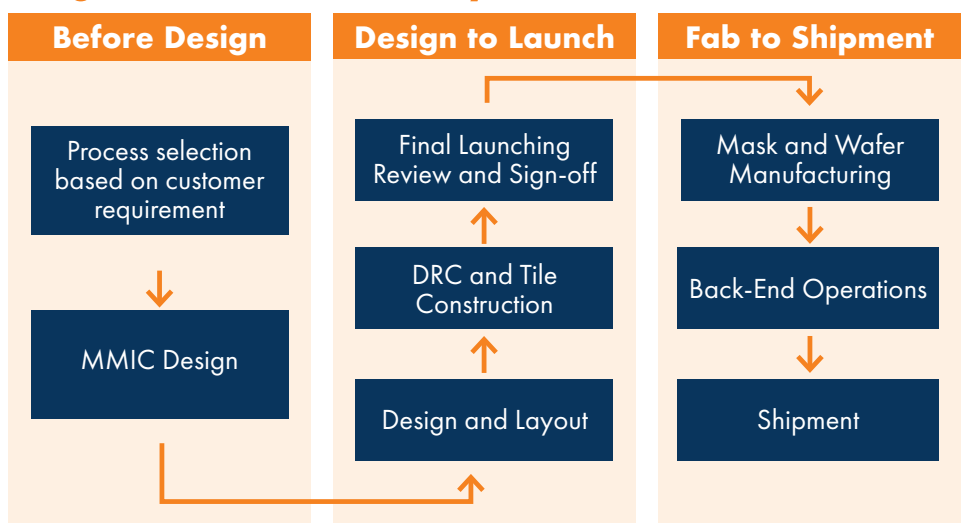 Before Design
Process selection
based on customer
requirement
MMIC Design
Design to Launch
Final Launching
Review and Sign-off
DRC and Tile
Construction
Design and Layout
Fab to Shipment
Mask and Wafer
Manufacturing
Back-End Operations
Shipment